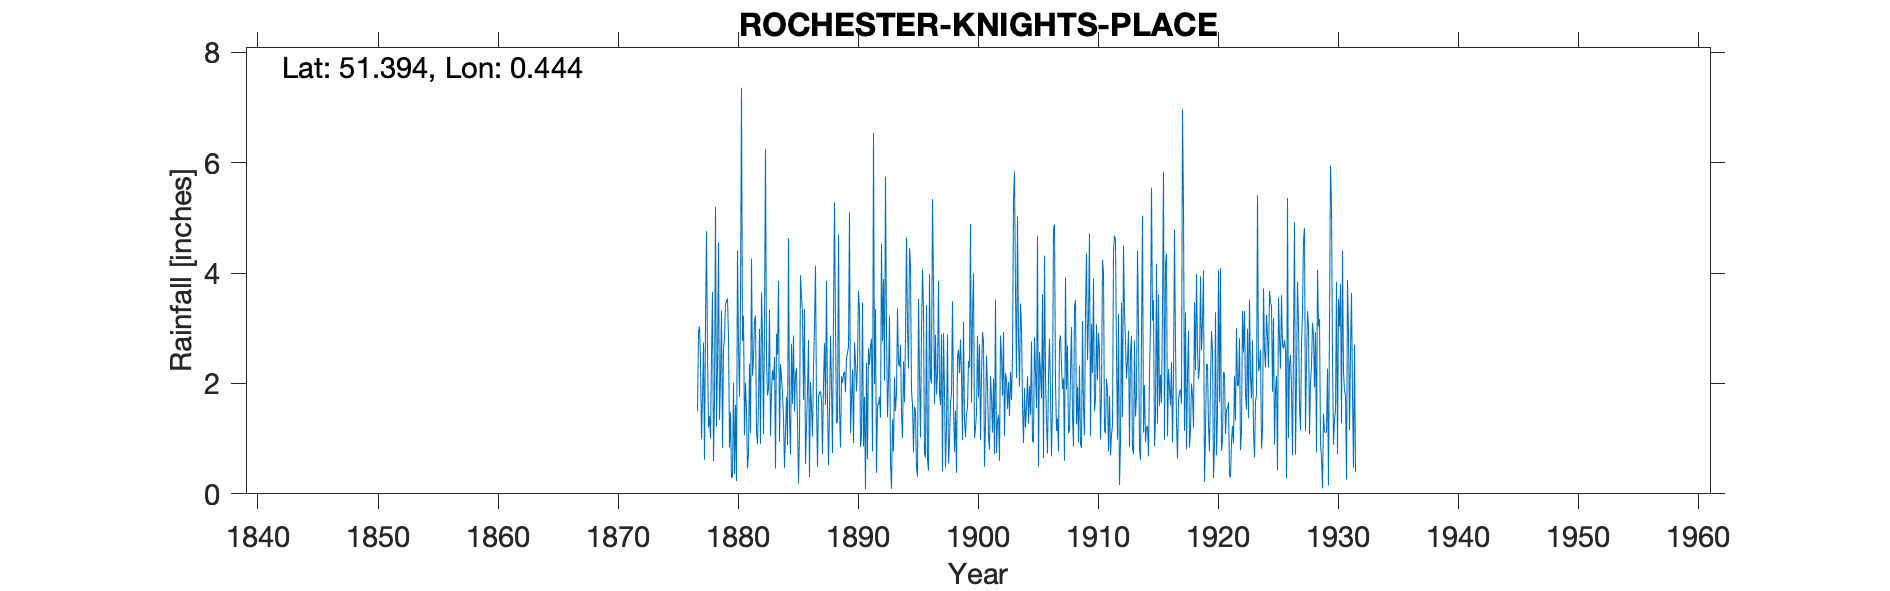 ROCHESTER-KNIGHTS-PLACE
Lat: 51.394, Lon: 0.444
8
6
4
2
0
Rainfall [inches]
1840 1850 1860 1870 1880 1890 1900 1910 1920 1930 1940 1950 1960
Year